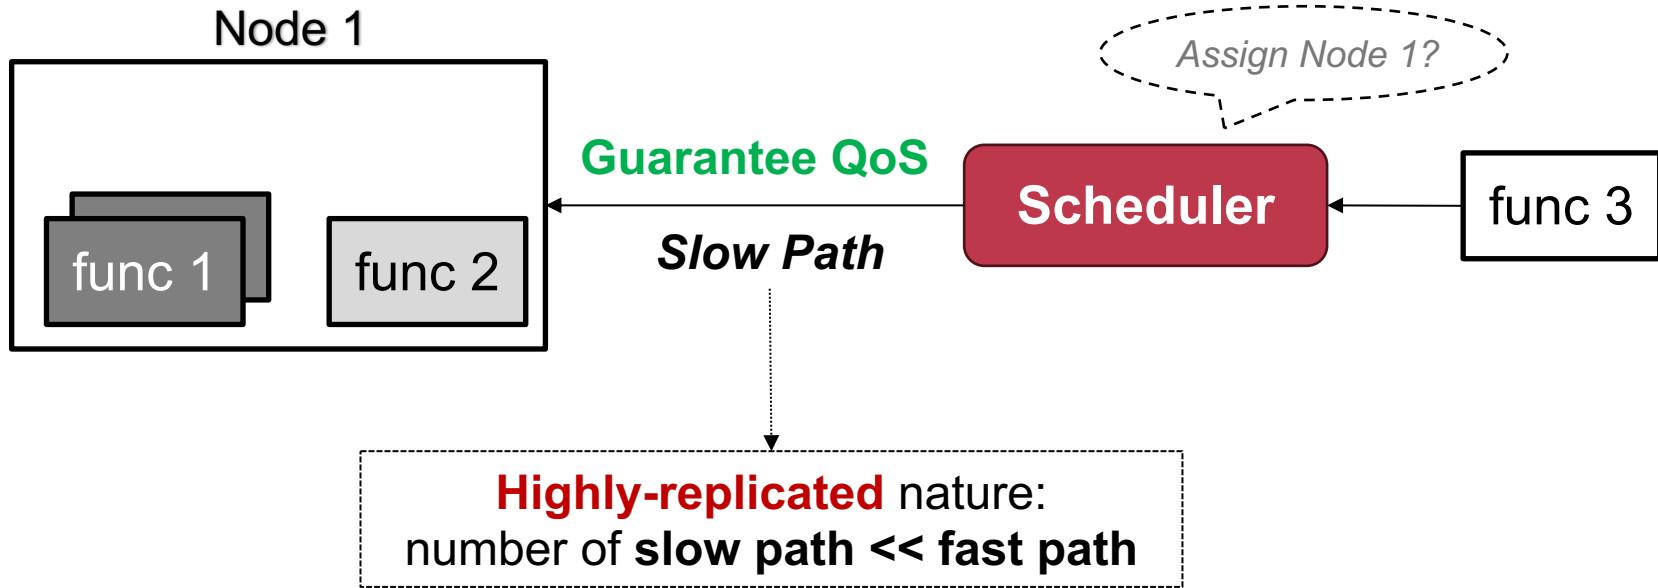 Node 1
Assign Node 1?
Guarantee QoS
Scheduler
func 3
Slow Path
func 1
func 2
Highly-replicated nature:
number of slow path << fast path